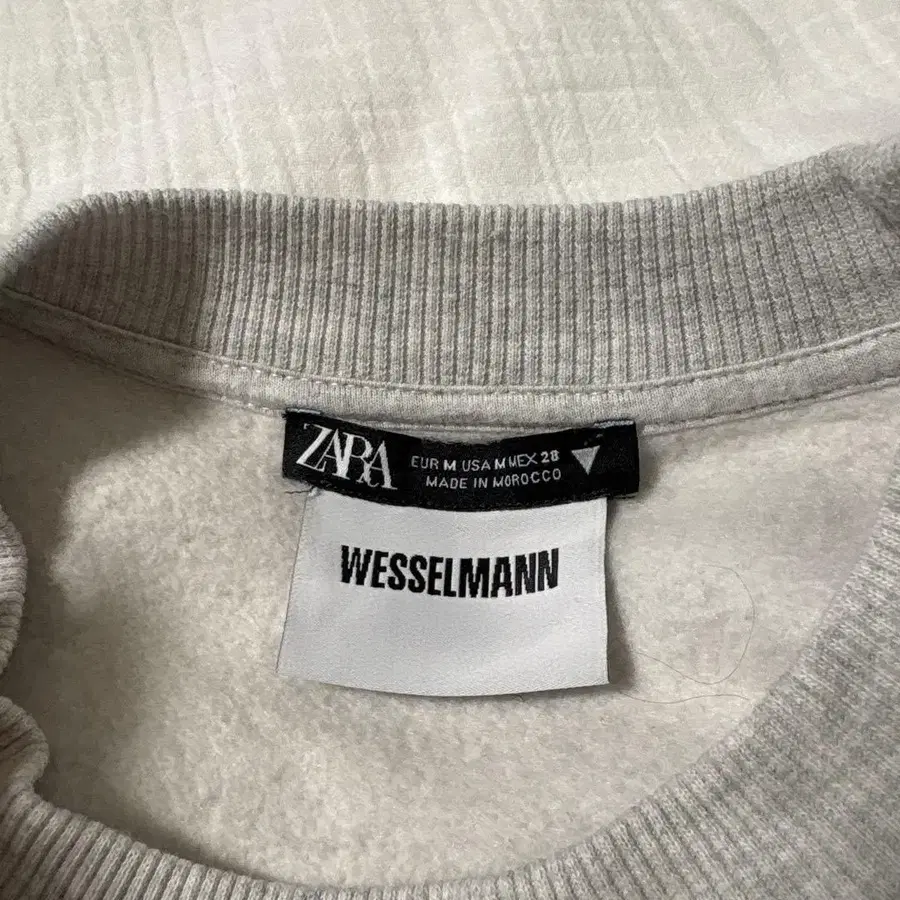 ZARA
EUR M USA M MEX 28
MADE IN MOROCCO
WESSELMANN